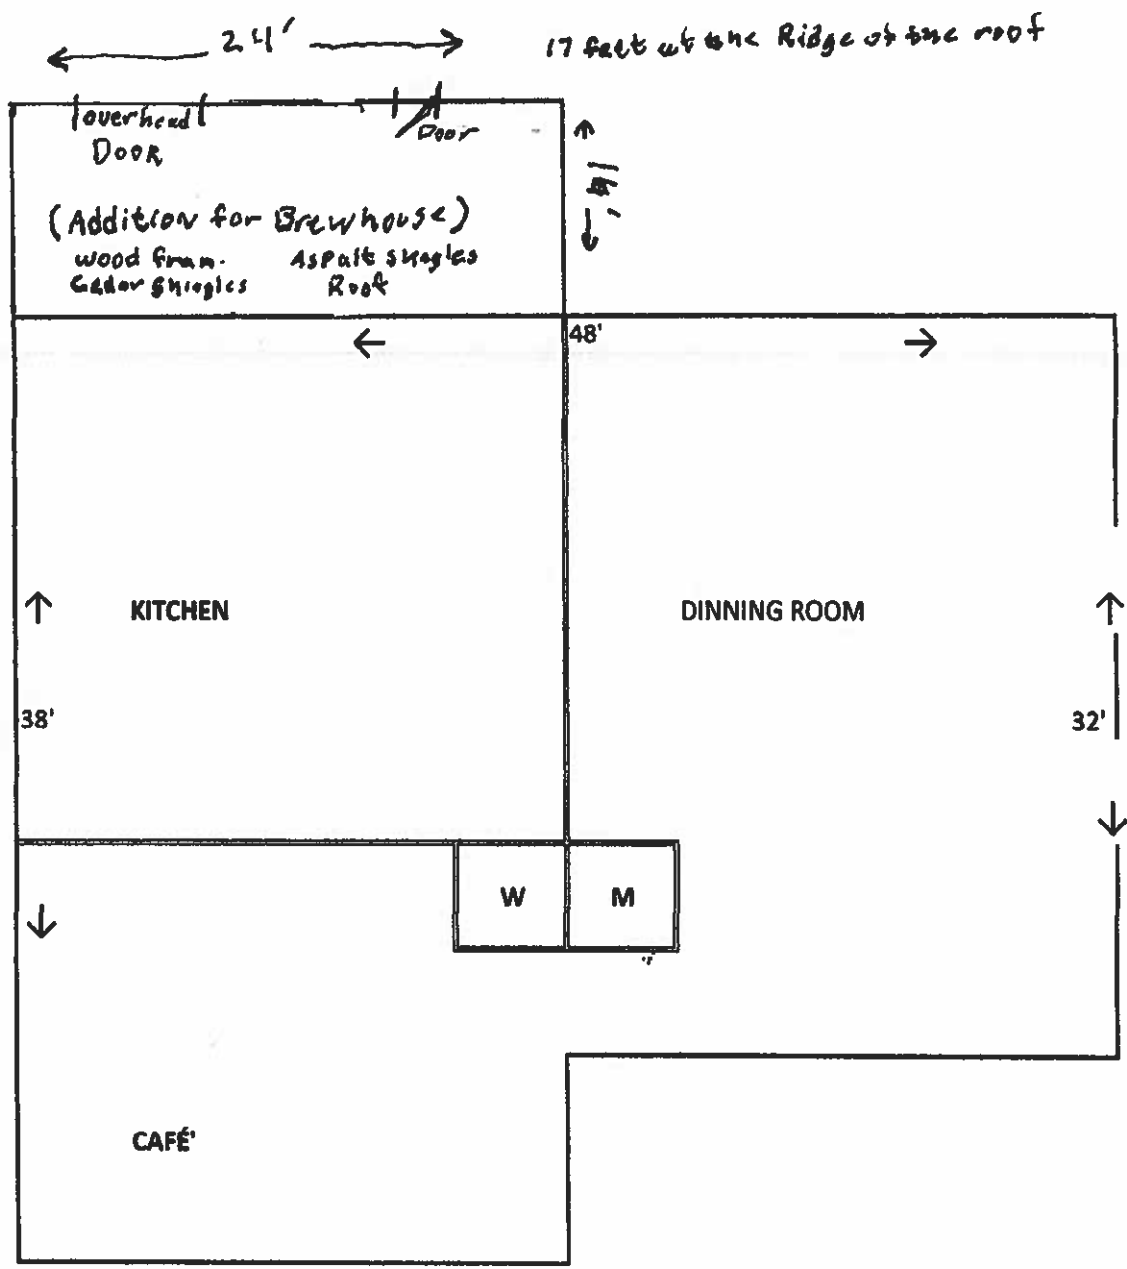 24'
17 feet at the Ridge of the roof
overhead
DOOR
Door
(Addition for Brewhouse)
wood fram. Aspalt shingles
Cedar Shingles Roof
48'
KITCHEN
DINNING ROOM
38'
32'
W
M
CAFÉ'